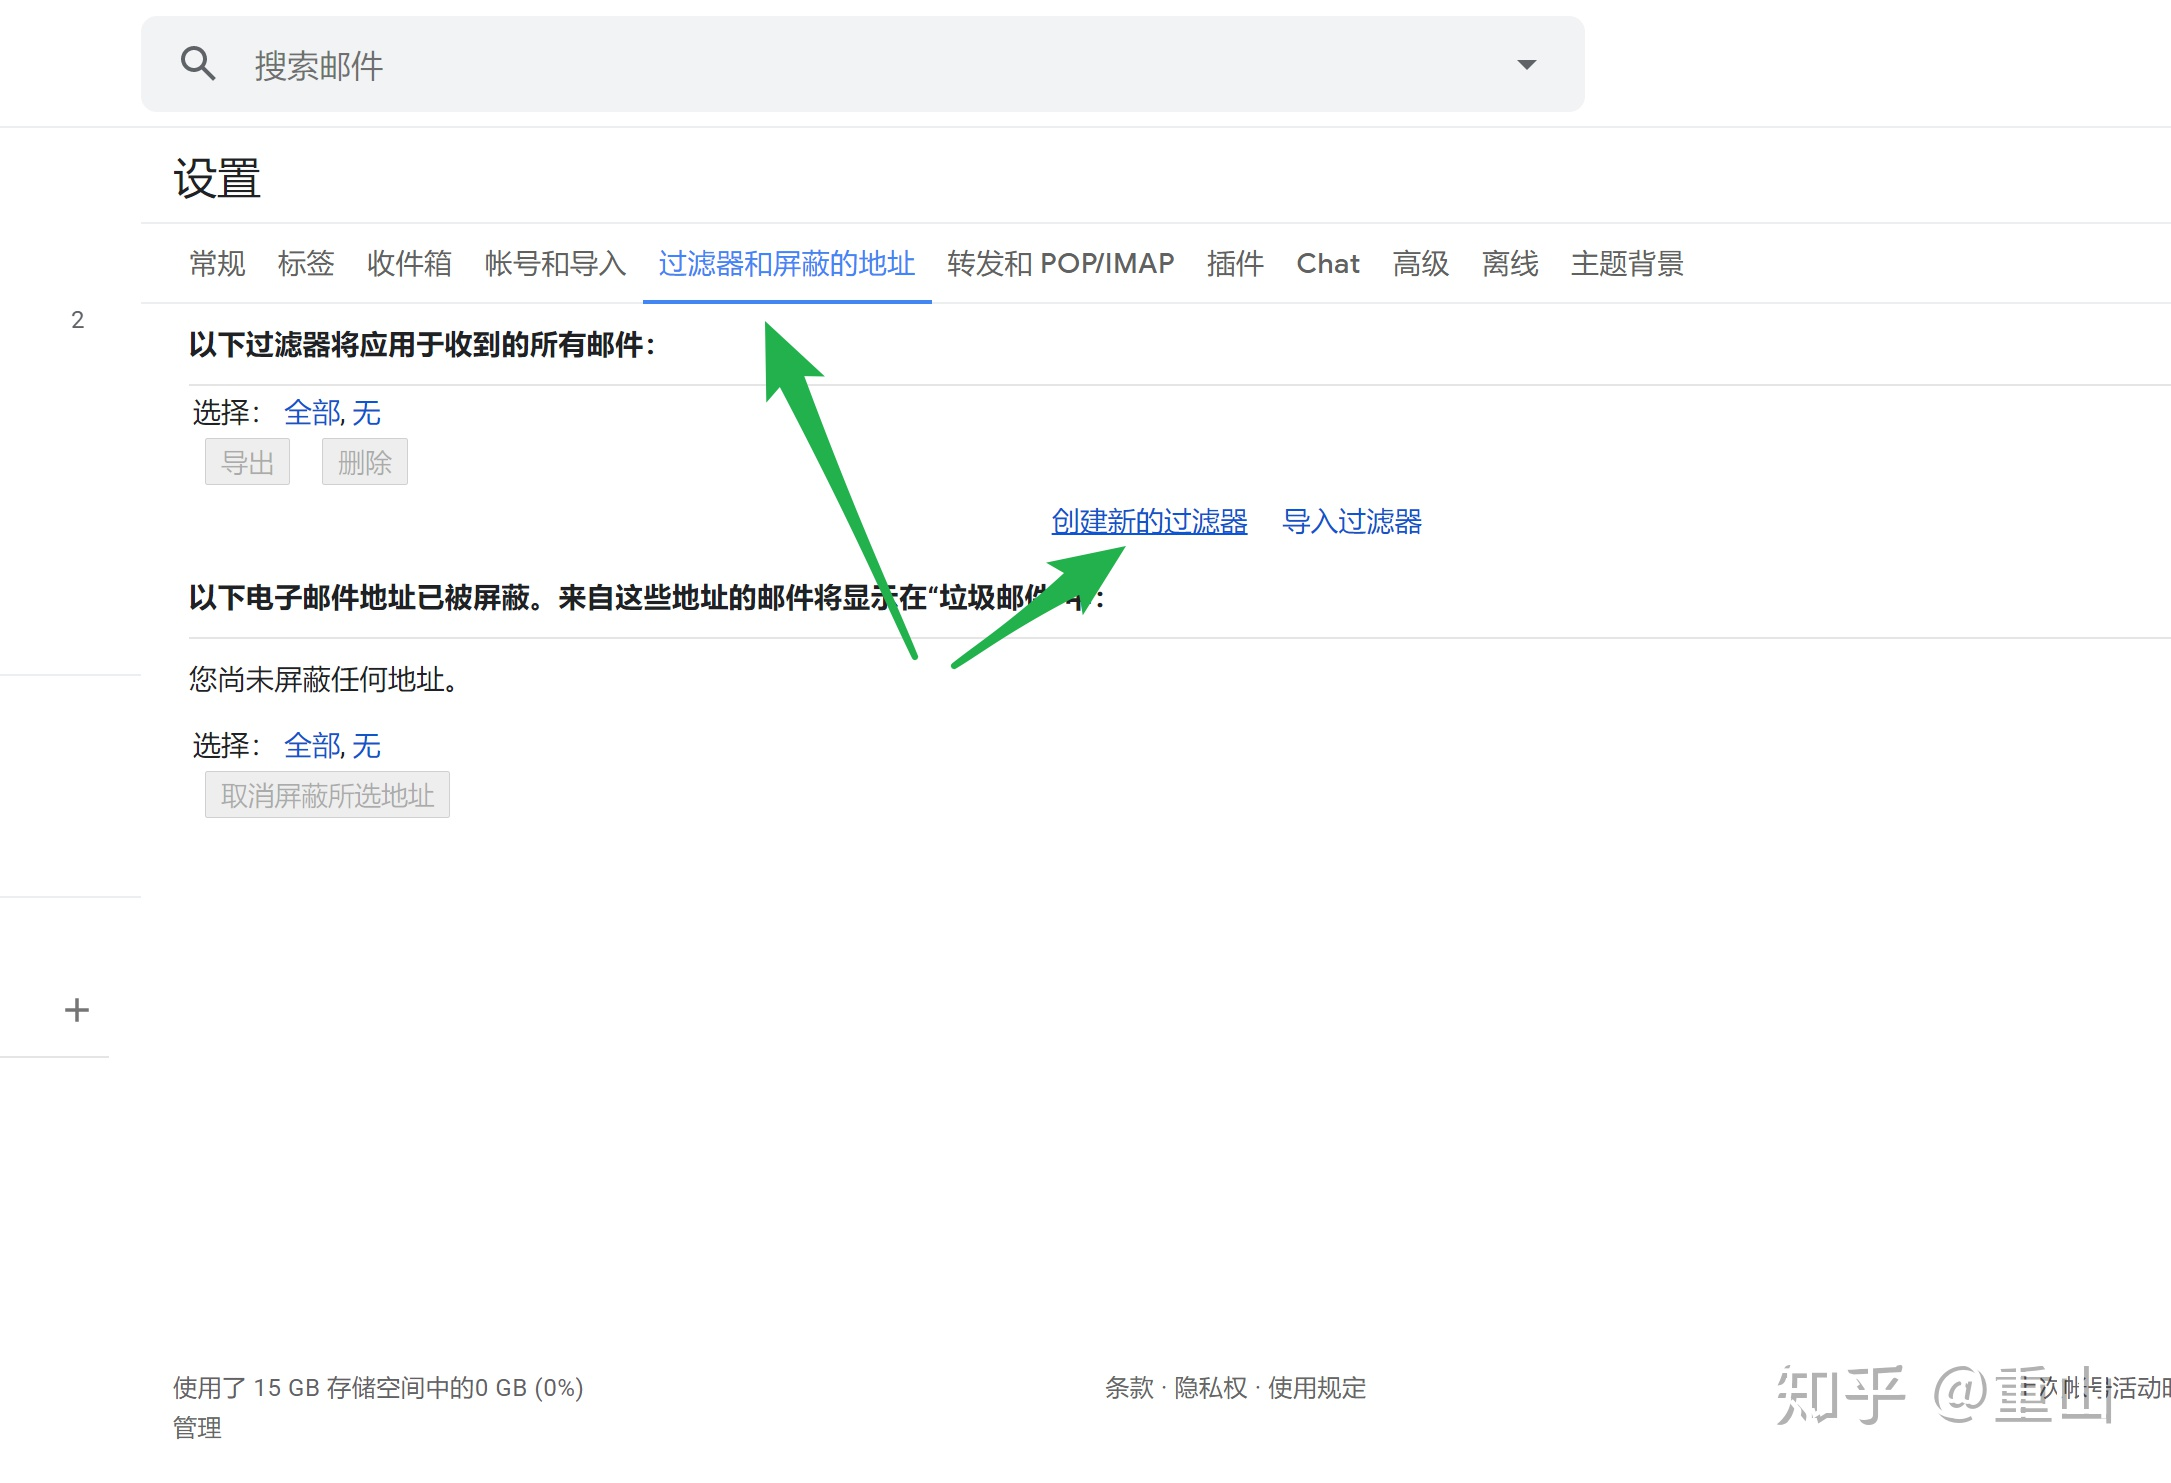 搜索邮件
设置
常规 标签 收件箱 帐号和导入 过滤器和屏蔽的地址 转发和 POP/IMAP 插件 Chat 高级 离线 主题背景
2
以下过滤器将应用于收到的所有邮件：
选择： 全部, 无
导出 删除
创建新的过滤器 导入过滤器
以下电子邮件地址已被屏蔽。来自这些地址的邮件将显示在“垃圾邮件”中：
您尚未屏蔽任何地址。
选择： 全部, 无
取消屏蔽所选地址
使用了 15 GB 存储空间中的0 GB (0%)
管理
条款 · 隐私权 · 使用规定
上次帐号活动时
知乎 @重山